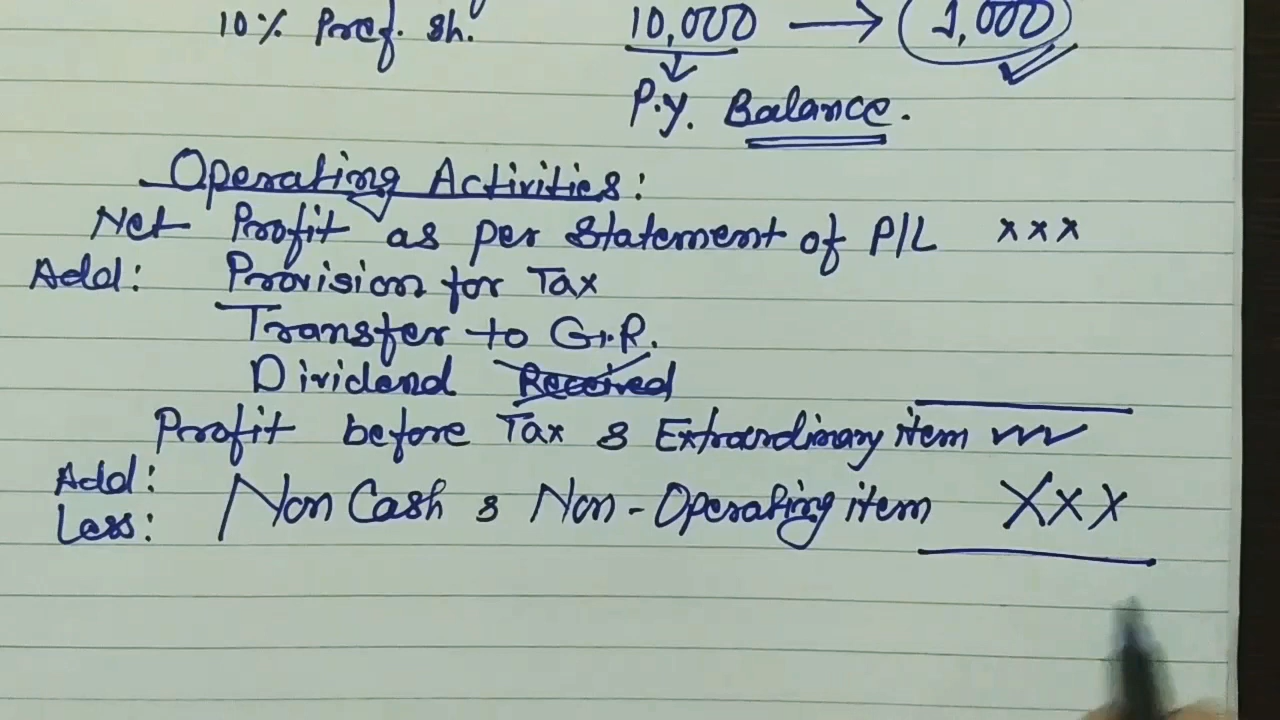 10% Pref. Sh. 10,000 → 1,000
P.y. Balance.
Operating Activities:
Net Profit as per Statement of P/L xxx
Add: Provision for Tax
Transfer to G.R.
Dividend Received
Profit before Tax & Extraordinary item
Add: Non Cash & Non-Operating item XXX
Less: